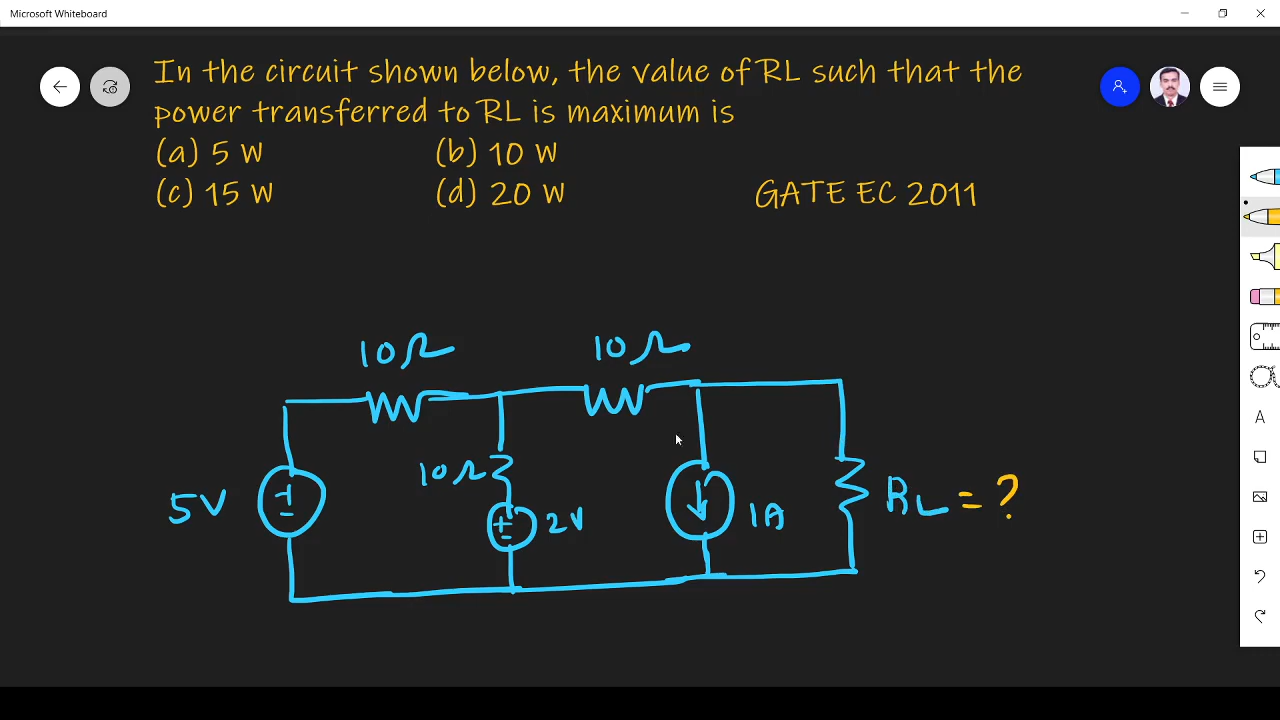 Microsoft Whiteboard
In the circuit shown below, the value of RL such that the
power transferred to RL is maximum is
(a) 5 W (b) 10 W
(c) 15 W (d) 20 W GATE EC 2011
10Ω 10Ω
10Ω
5V + - + - 2V 1A RL = ?
A